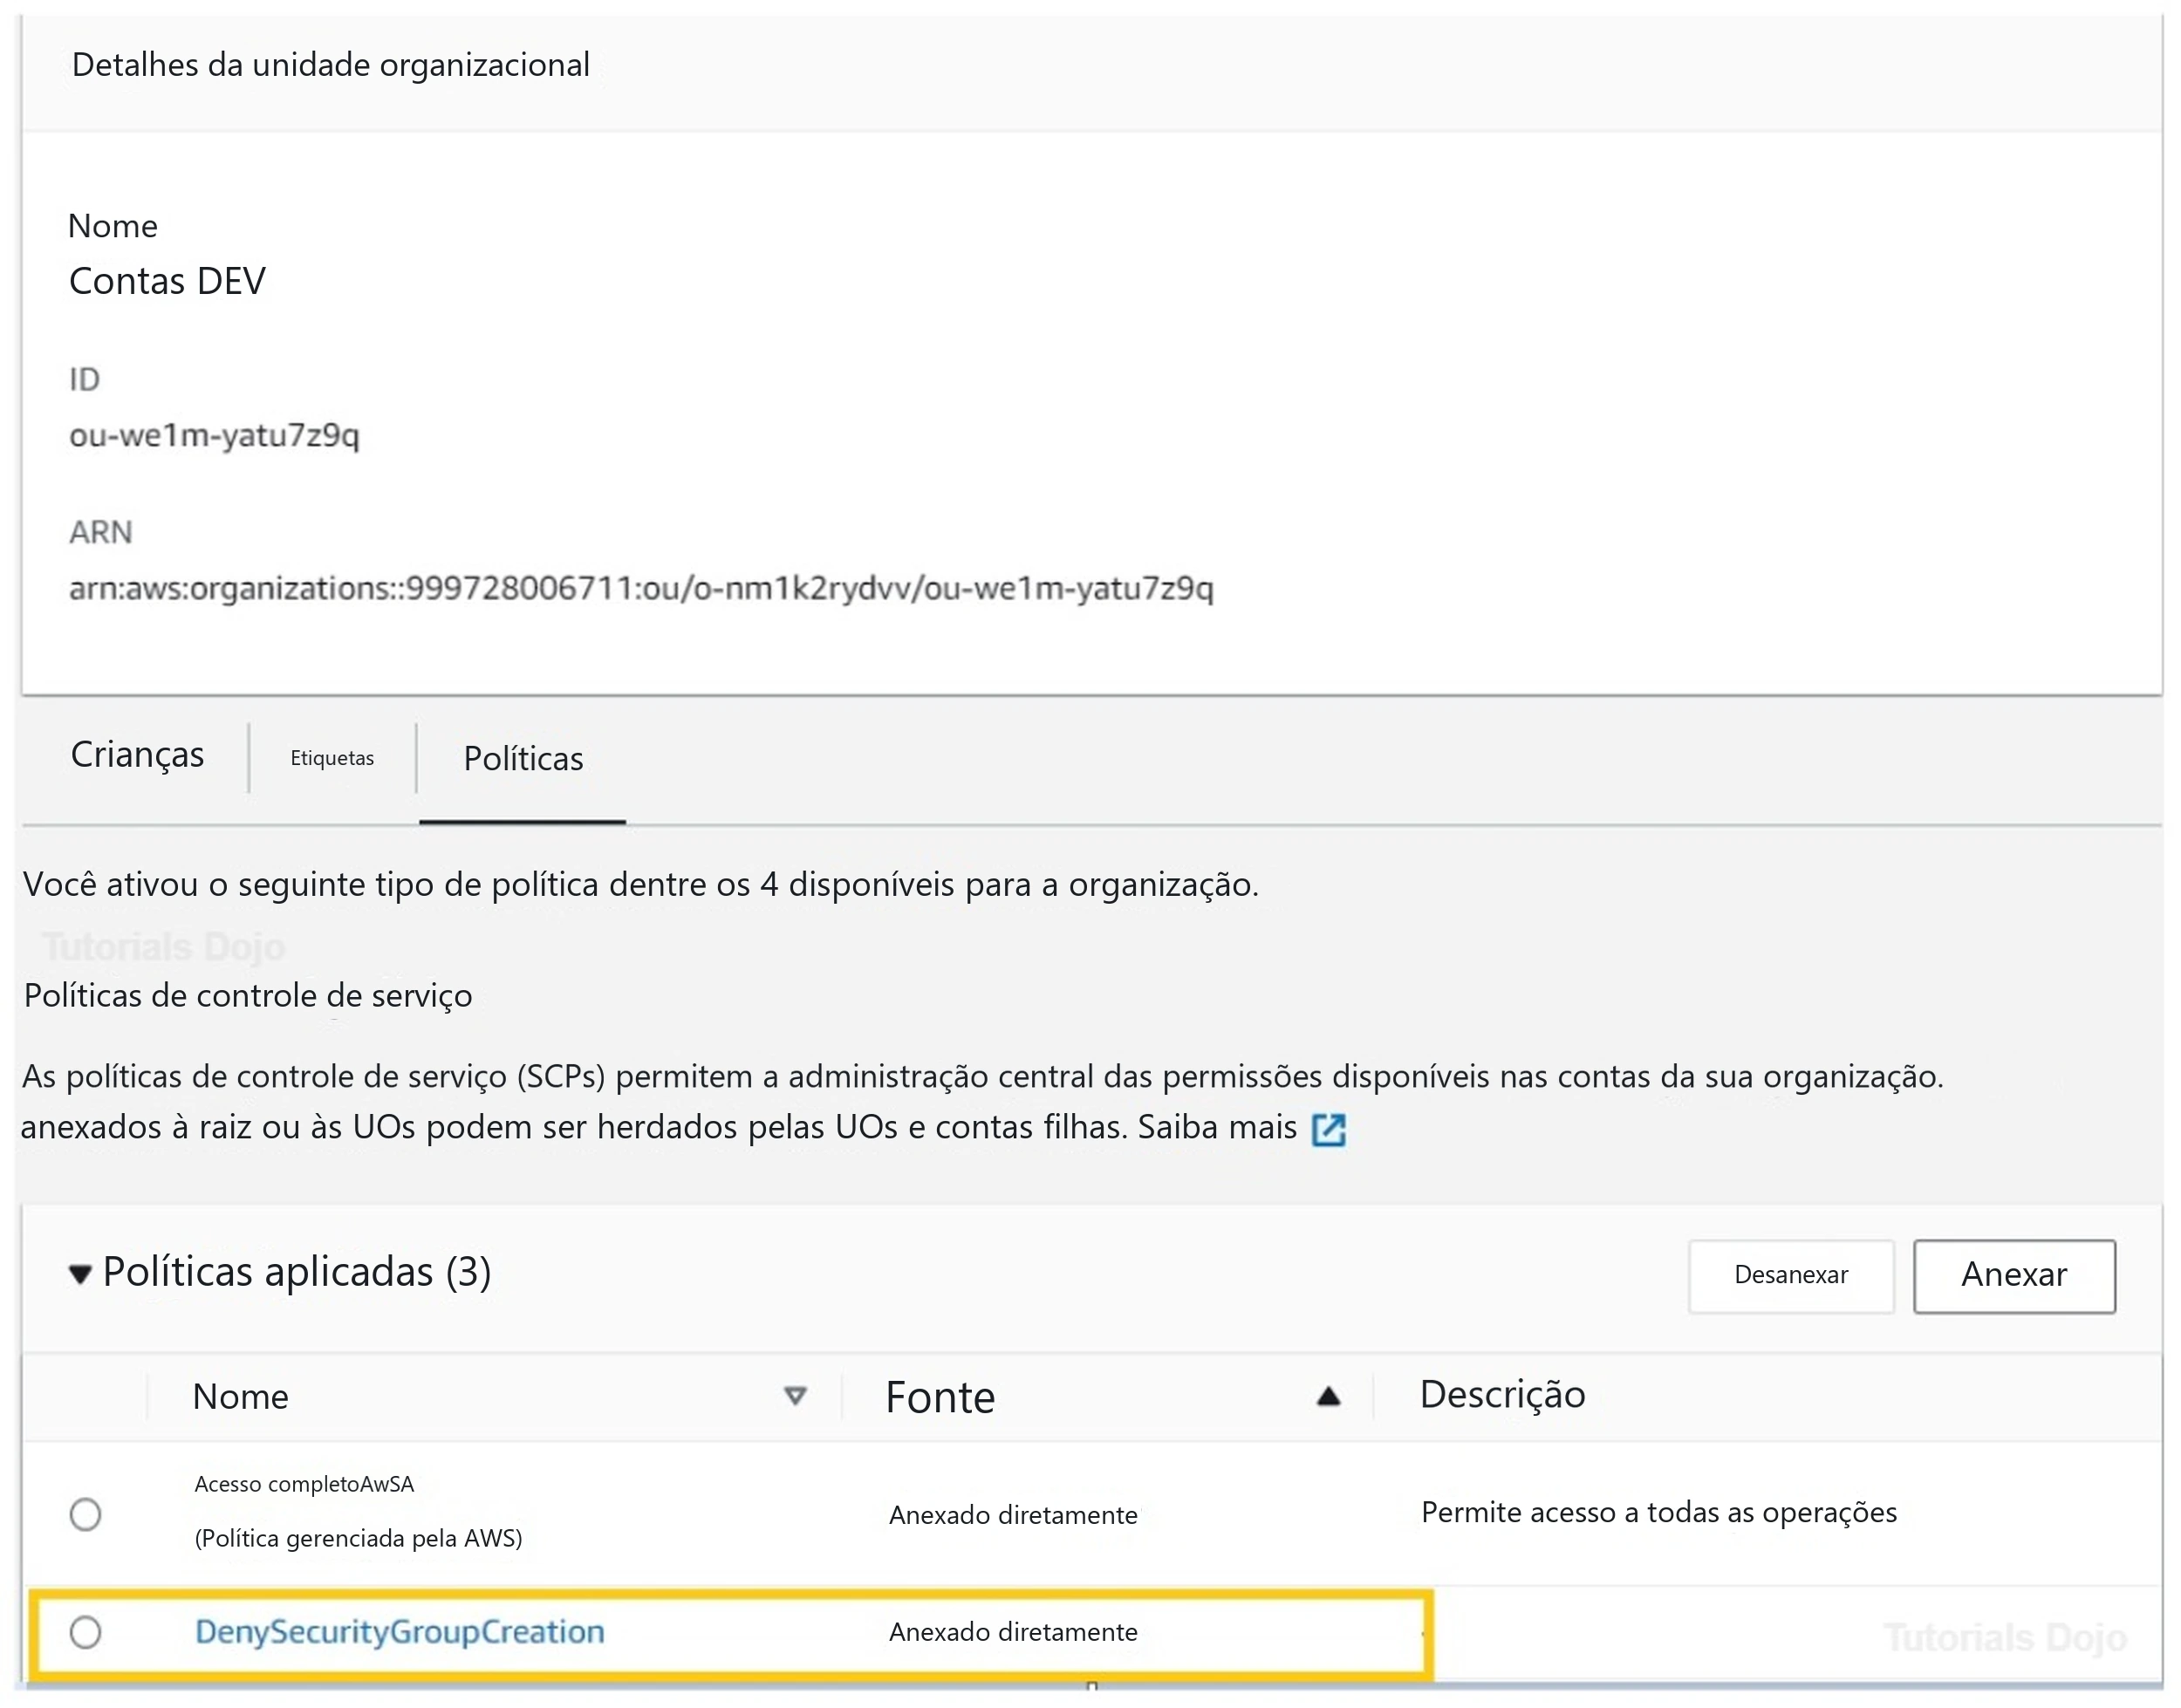 Detalhes da unidade organizacional
Nome
Contas DEV
ID
ou-we1m-yatu7z9q
ARN
arn:aws:organizations::999728006711:ou/o-nm1k2rydvv/ou-we1m-yatu7z9q
Crianças
Etiquetas
Políticas
Você ativou o seguinte tipo de política dentre os 4 disponíveis para a organização.
Tutorials Dojo
Políticas de controle de serviço
As políticas de controle de serviço (SCPs) permitem a administração central das permissões disponíveis nas contas da sua organização.
anexados à raiz ou às UOs podem ser herdados pelas UOs e contas filhas. Saiba mais
Políticas aplicadas (3)
Desanexar
Anexar
Nome
Fonte
Descrição
Acesso completoAwSA
(Política gerenciada pela AWS)
Anexado diretamente
Permite acesso a todas as operações
DenySecurityGroupCreation
Anexado diretamente
Tutorials Dojo